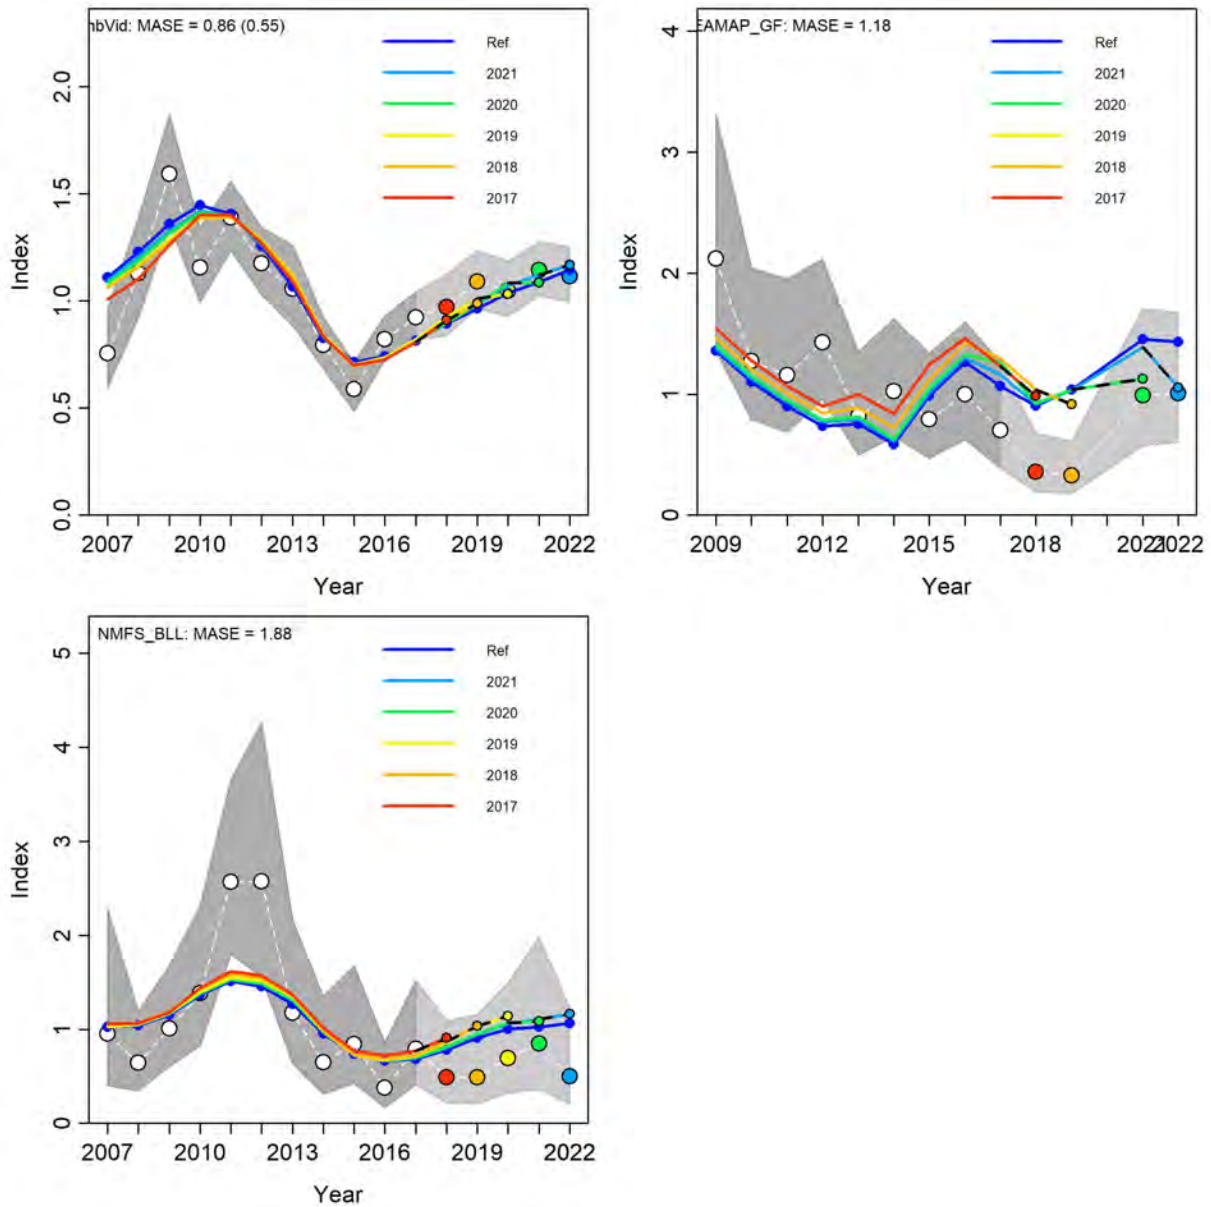 nbVid: MASE = 0.86 (0.55)
Ref
2021
2020
2019
2018
2017
Index
0.0 0.5 1.0 1.5 2.0
2007 2010 2013 2016 2019 2022
Year
EAMAP_GF: MASE = 1.18
Ref
2021
2020
2019
2018
2017
Index
0 1 2 3 4
2009 2012 2015 2018 2021 2022
Year
NMFS_BLL: MASE = 1.88
Ref
2021
2020
2019
2018
2017
Index
0 1 2 3 4 5
2007 2010 2013 2016 2019 2022
Year